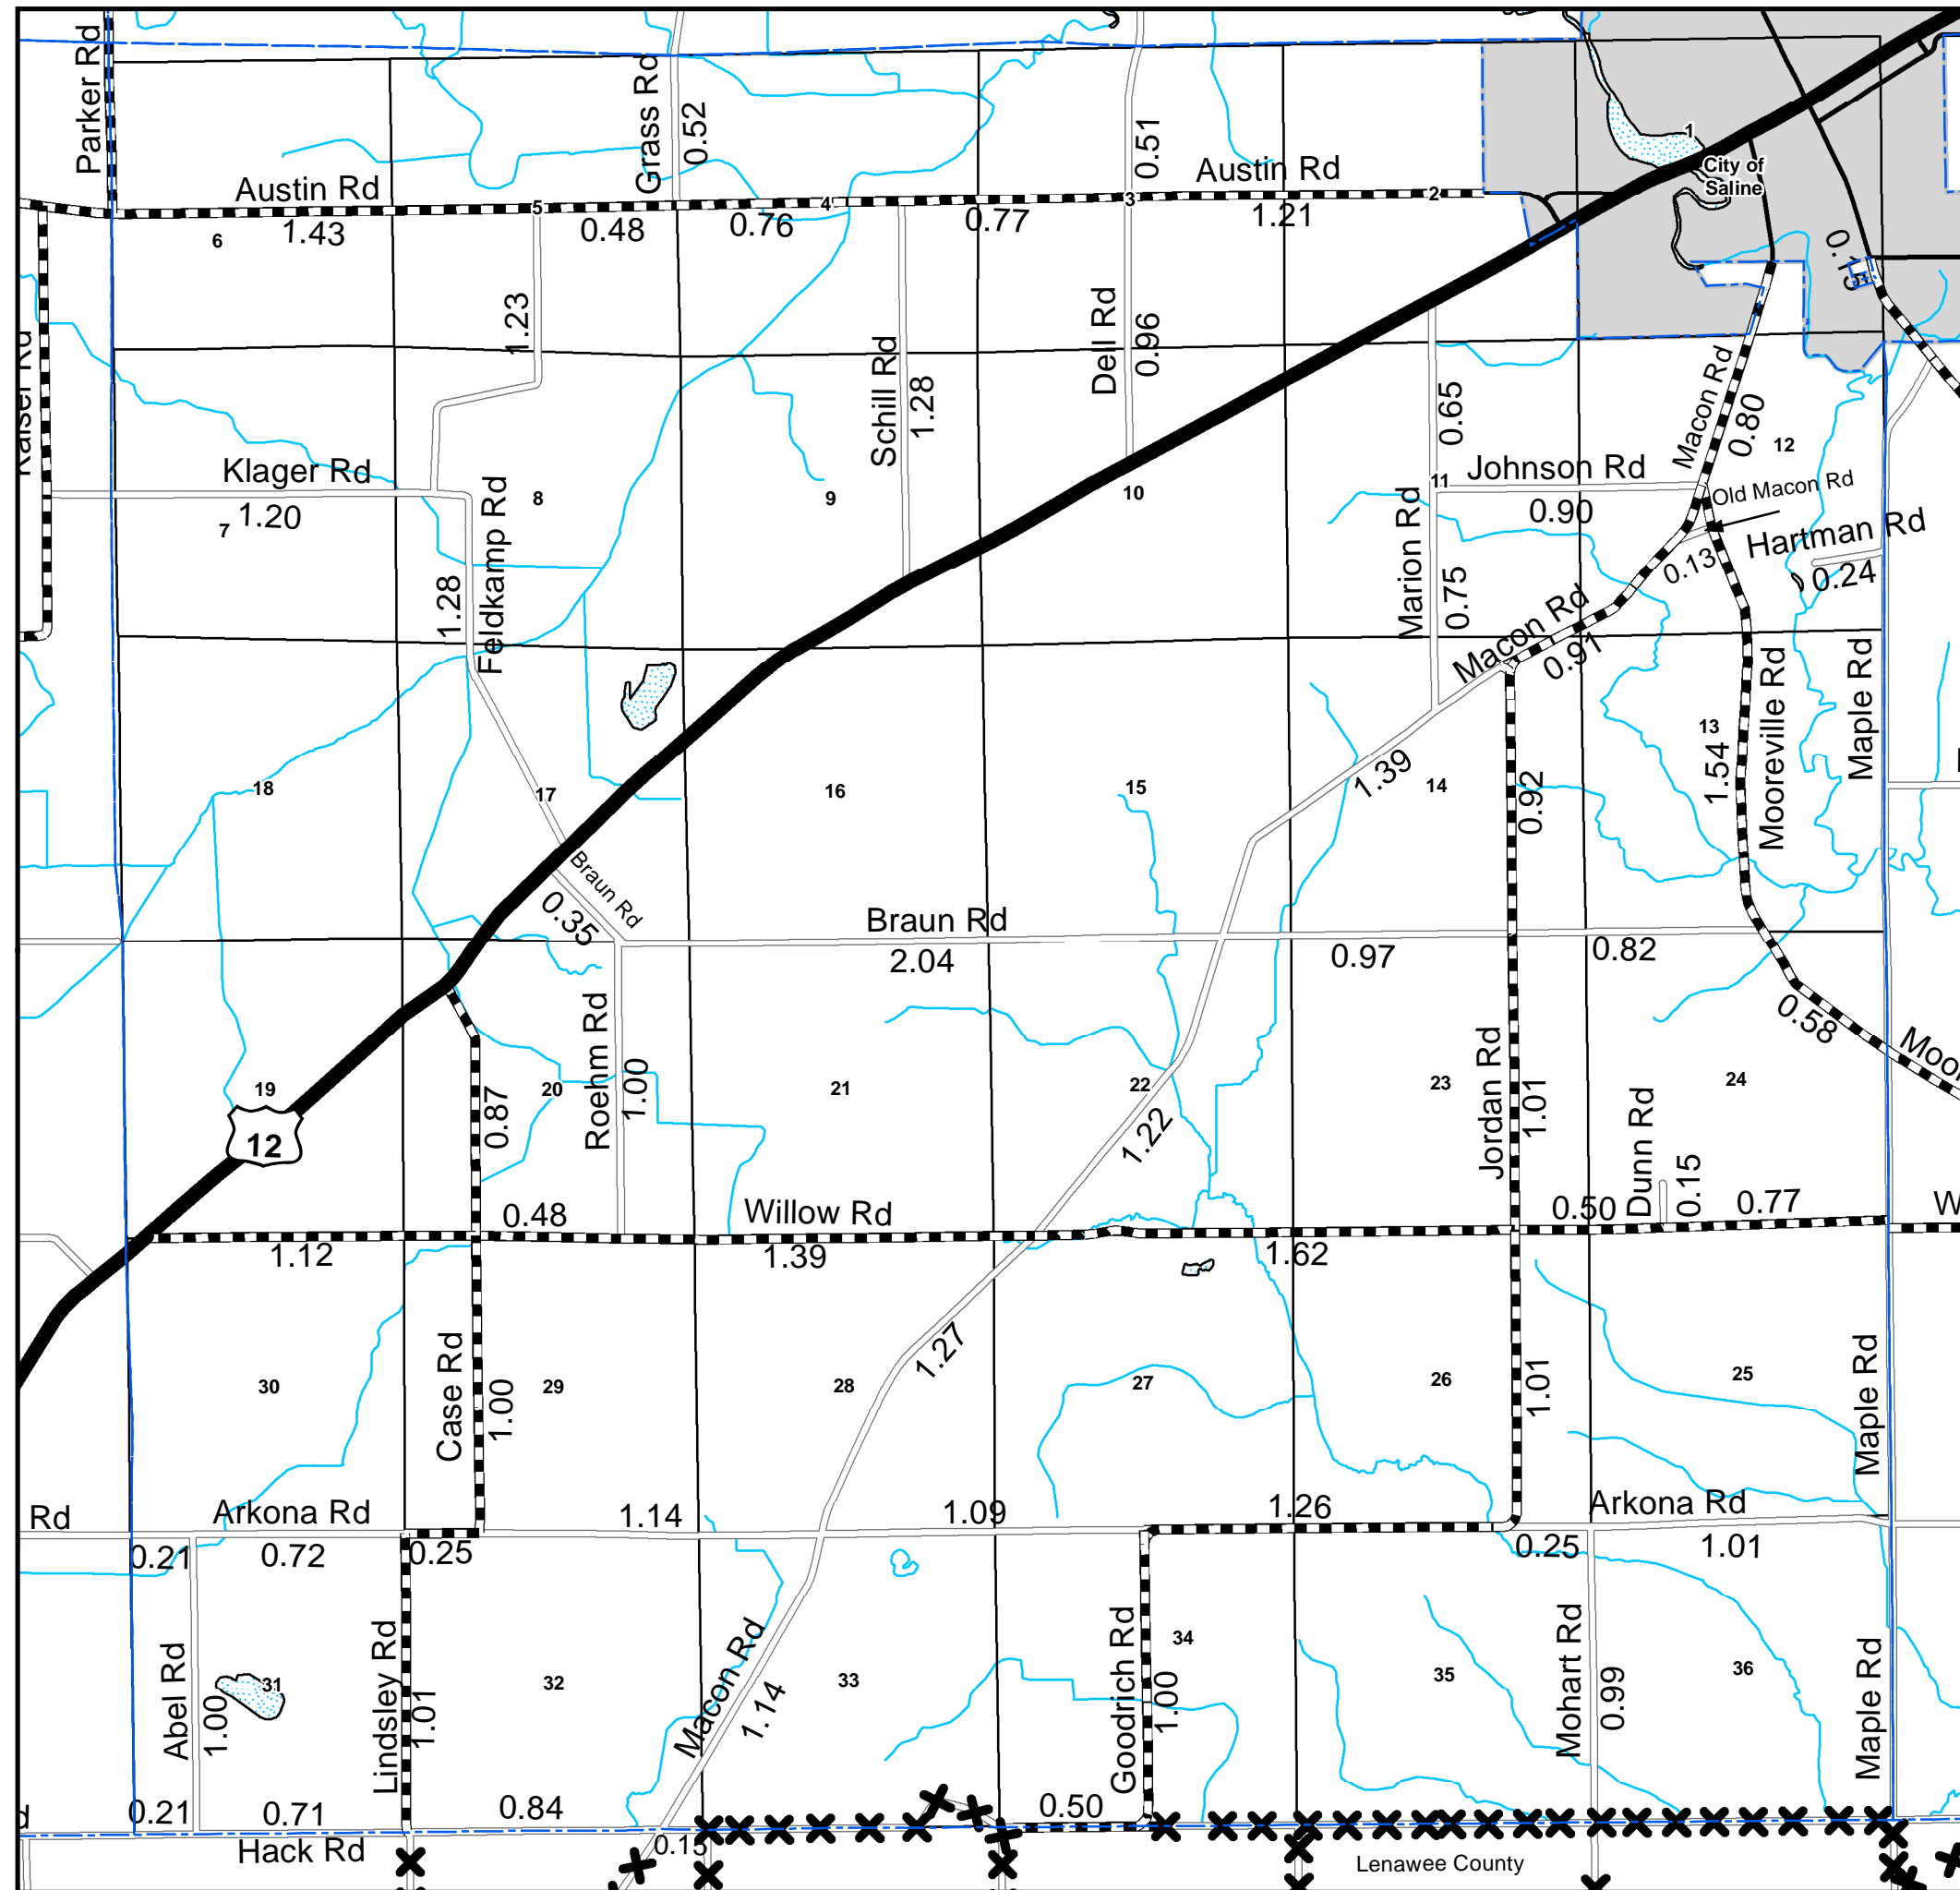 Parker Rd
Grass Rd
0.52
0.51
1
City of
Saline
Austin Rd
Austin Rd
5
4
3
2
6
1.43
0.48
0.76
0.77
1.21
0.15
Kaiser Rd
1.23
Schill Rd
1.28
Dell Rd
0.96
0.65
Macon Rd
0.80
12
Klager Rd
1.20
7
8
9
10
11
Johnson Rd
0.90
Old Macon Rd
Hartman Rd
0.13
0.24
Feldkamp Rd
1.28
Marion Rd
0.75
Macon Rd
0.91
18
17
16
15
1.39
14
0.92
13
1.54
Mooreville Rd
Maple Rd
Braun Rd
0.35
Braun Rd
2.04
0.97
0.82
0.58
Moo
19
12
0.87
20
Roehm Rd
1.00
21
22
1.22
23
Jordan Rd
1.01
24
Dunn Rd
0.15
0.48
Willow Rd
0.50
0.77
W
1.12
1.39
1.62
30
Case Rd
1.00
29
28
1.27
27
26
1.01
25
Maple Rd
Rd
Arkona Rd
1.14
1.09
1.26
Arkona Rd
0.21
0.72
0.25
0.25
1.01
Abel Rd
1.00
31
Lindsley Rd
1.01
32
Macon Rd
1.14
33
Goodrich Rd
1.00
34
35
Mohart Rd
0.99
36
Maple Rd
d
0.21
0.71
0.84
0.50
Hack Rd
0.15
Lenawee County